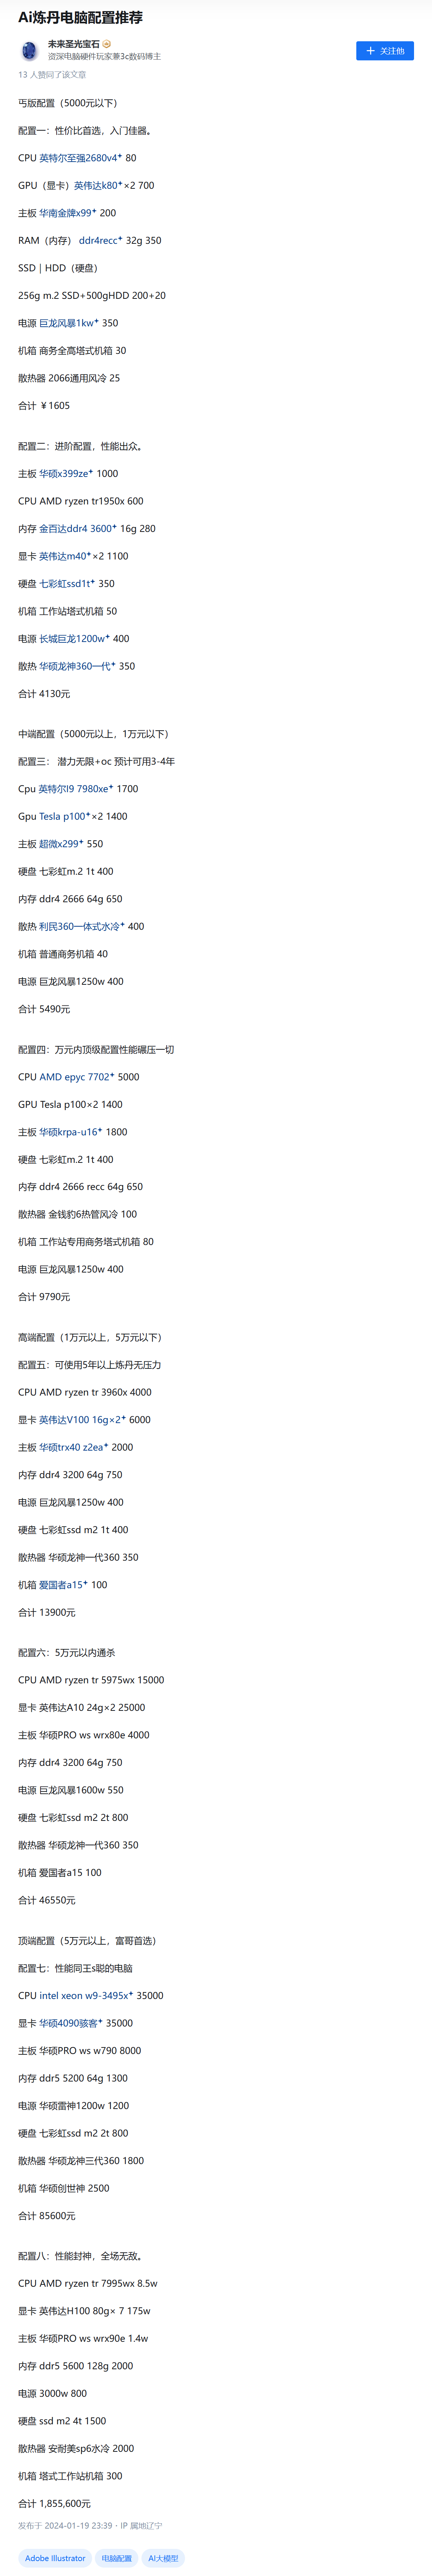 Ai炼丹电脑配置推荐
未来圣光宝石
资深电脑硬件玩家兼3c数码博主
+ 关注他
13 人赞同了该文章
丐版配置（5000元以下）
配置一：性价比首选，入门佳器。
CPU 英特尔至强2680v4 80
GPU（显卡）英伟达k80×2 700
主板 华南金牌x99 200
RAM（内存） ddr4recc 32g 350
SSD｜HDD（硬盘）
256g m.2 SSD+500gHDD 200+20
电源 巨龙风暴1kw 350
机箱 商务全高塔式机箱 30
散热器 2066通用风冷 25
合计 ￥1605
配置二：进阶配置，性能出众。
主板 华硕x399ze 1000
CPU AMD ryzen tr1950x 600
内存 金百达ddr4 3600 16g 280
显卡 英伟达m40×2 1100
硬盘 七彩虹ssd1t 350
机箱 工作站塔式机箱 50
电源 长城巨龙1200w 400
散热 华硕龙神360一代 350
合计 4130元
中端配置（5000元以上，1万元以下）
配置三： 潜力无限+oc 预计可用3-4年
Cpu 英特尔I9 7980xe 1700
Gpu Tesla p100×2 1400
主板 超微x299 550
硬盘 七彩虹m.2 1t 400
内存 ddr4 2666 64g 650
散热 利民360一体式水冷 400
机箱 普通商务机箱 40
电源 巨龙风暴1250w 400
合计 5490元
配置四：万元内顶级配置性能碾压一切
CPU AMD epyc 7702 5000
GPU Tesla p100×2 1400
主板 华硕krpa-u16 1800
硬盘 七彩虹m.2 1t 400
内存 ddr4 2666 recc 64g 650
散热器 金钱豹6热管风冷 100
机箱 工作站专用商务塔式机箱 80
电源 巨龙风暴1250w 400
合计 9790元
高端配置（1万元以上，5万元以下）
配置五：可使用5年以上炼丹无压力
CPU AMD ryzen tr 3960x 4000
显卡 英伟达V100 16g×2 6000
主板 华硕trx40 z2ea 2000
内存 ddr4 3200 64g 750
电源 巨龙风暴1250w 400
硬盘 七彩虹ssd m2 1t 400
散热器 华硕龙神一代360 350
机箱 爱国者a15 100
合计 13900元
配置六：5万元以内通杀
CPU AMD ryzen tr 5975wx 15000
显卡 英伟达A10 24g×2 25000
主板 华硕PRO ws wrx80e 4000
内存 ddr4 3200 64g 750
电源 巨龙风暴1600w 550
硬盘 七彩虹ssd m2 2t 800
散热器 华硕龙神一代360 350
机箱 爱国者a15 100
合计 46550元
顶端配置（5万元以上，富哥首选）
配置七：性能同王s聪的电脑
CPU intel xeon w9-3495x 35000
显卡 华硕4090骇客 35000
主板 华硕PRO ws w790 8000
内存 ddr5 5200 64g 1300
电源 华硕雷神1200w 1200
硬盘 七彩虹ssd m2 2t 800
散热器 华硕龙神三代360 1800
机箱 华硕创世神 2500
合计 85600元
配置八：性能封神，全场无敌。
CPU AMD ryzen tr 7995wx 8.5w
显卡 英伟达H100 80g× 7 175w
主板 华硕PRO ws wrx90e 1.4w
内存 ddr5 5600 128g 2000
电源 3000w 800
硬盘 ssd m2 4t 1500
散热器 安耐美sp6水冷 2000
机箱 塔式工作站机箱 300
合计 1,855,600元
发布于 2024-01-19 23:39・IP 属地辽宁
Adobe Illustrator 电脑配置 AI大模型